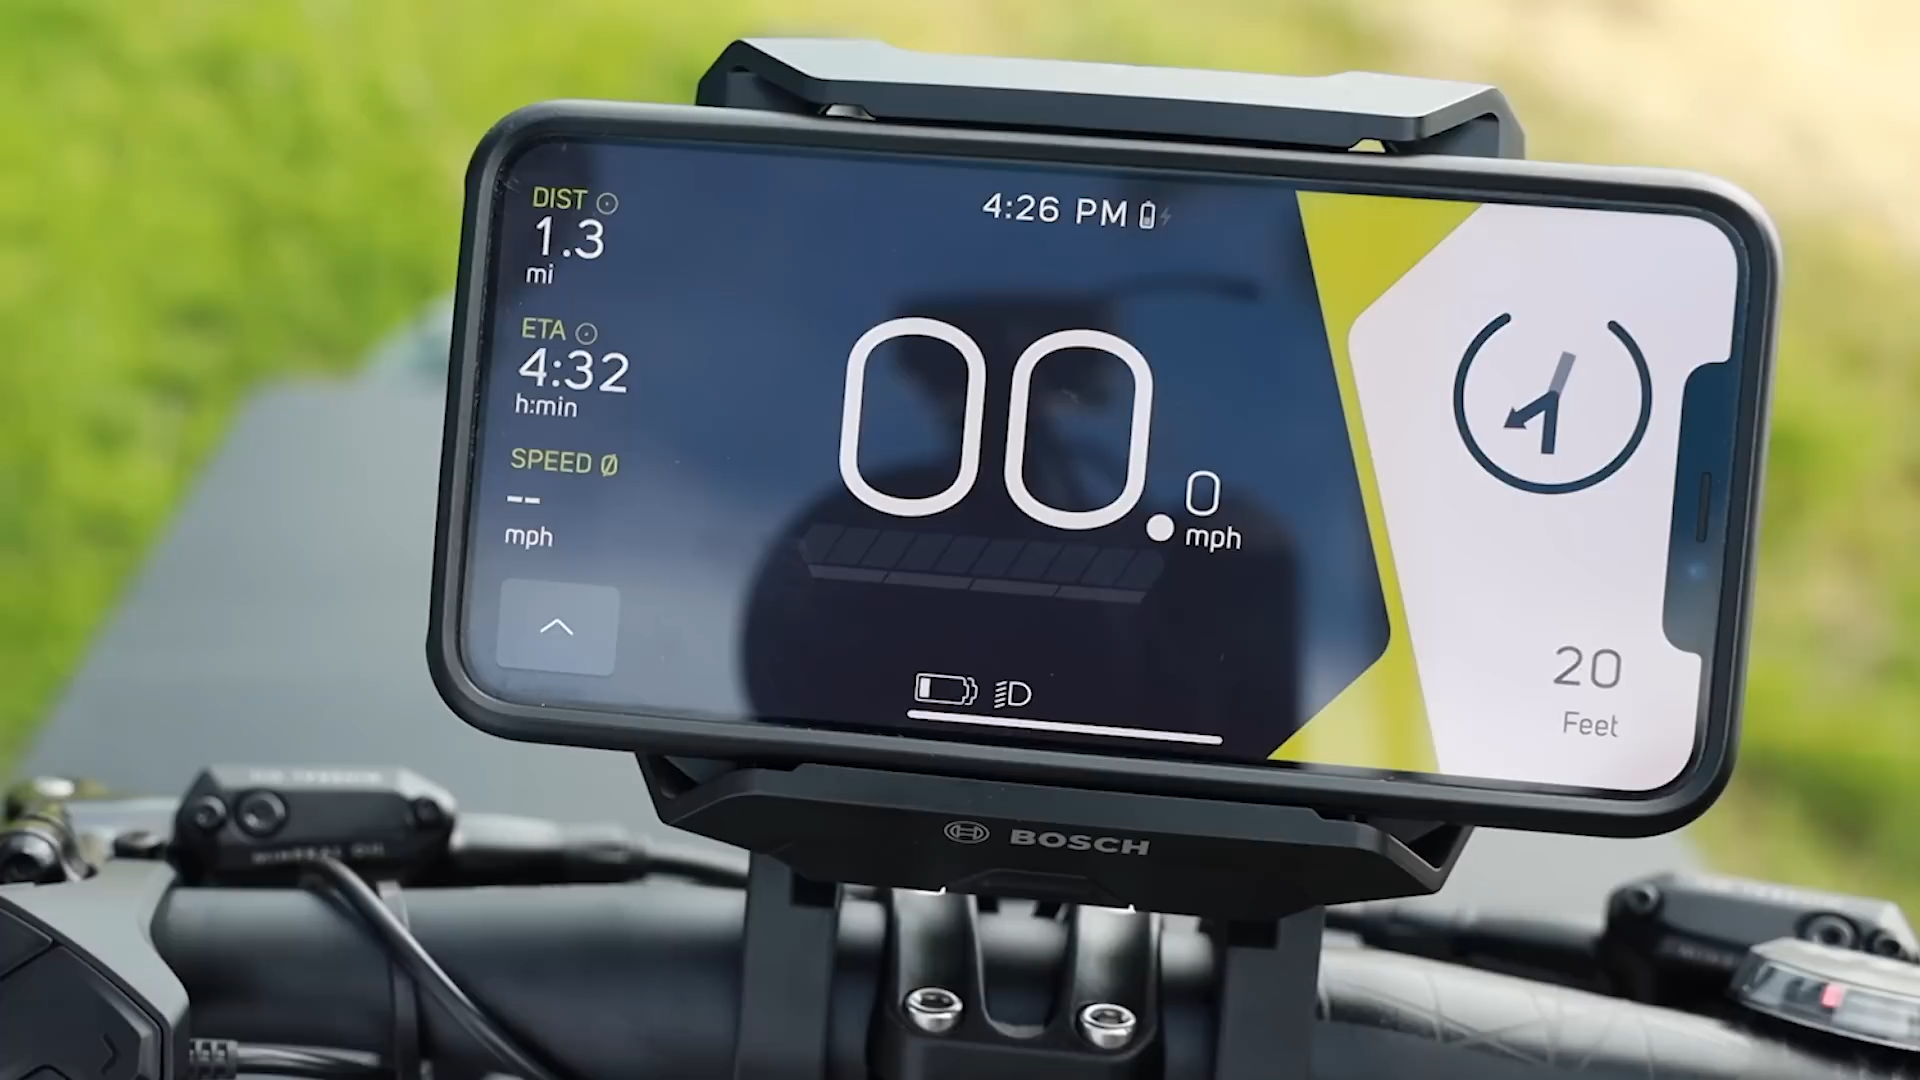 DIST
1.3
mi
ETA
4:32
h:min
SPEED Ø
--
mph
4:26 PM
00.0
mph
20
Feet
BOSCH